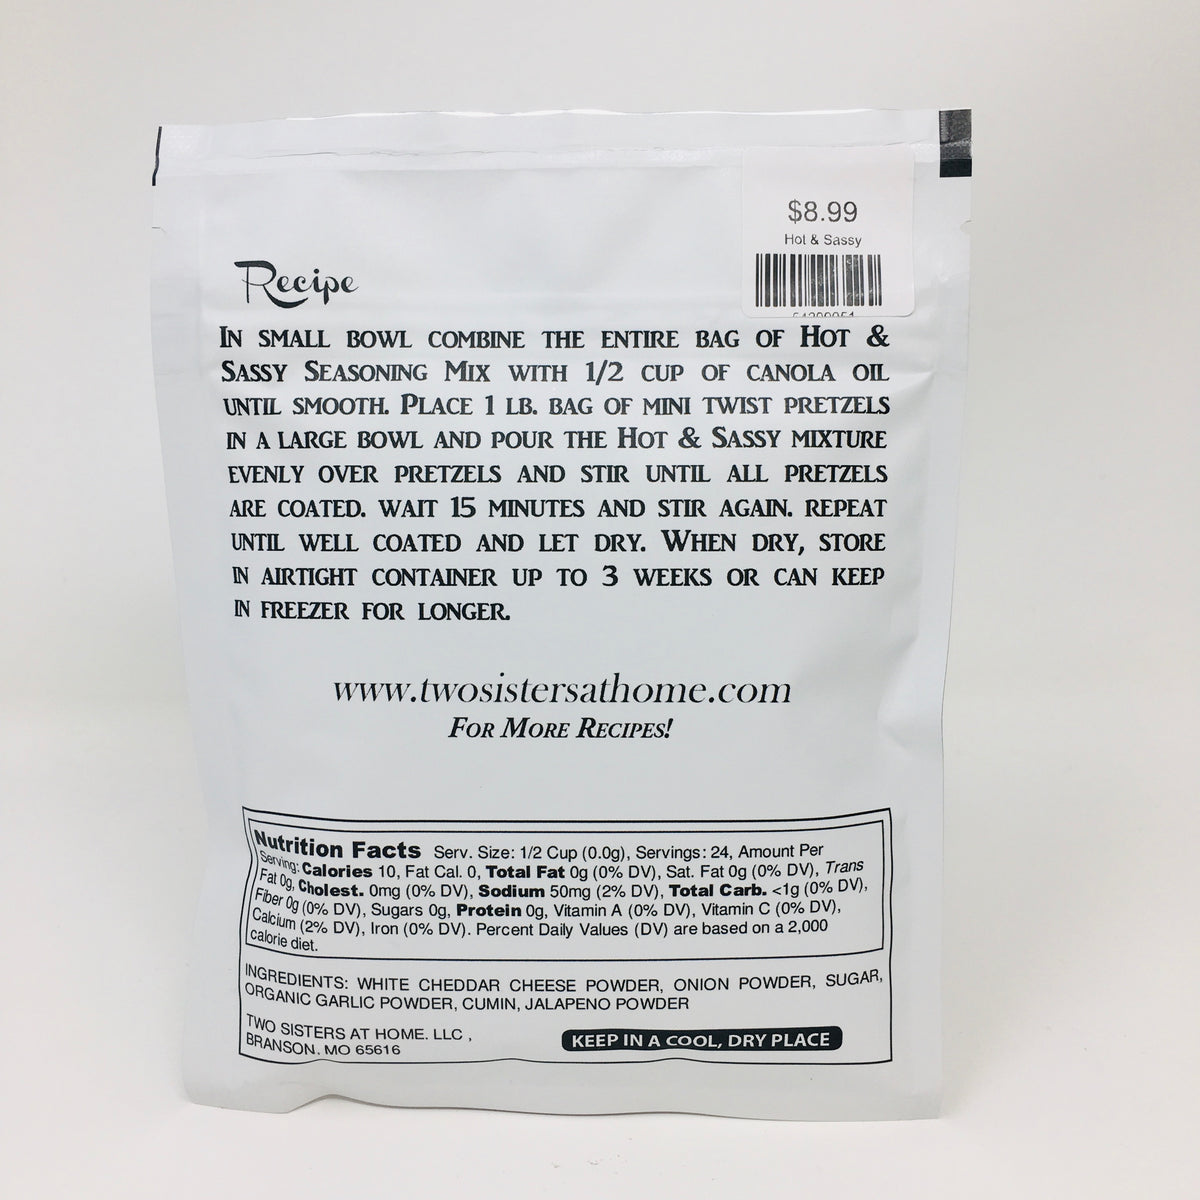 $8.99
Hot & Sassy
Recipe
In small bowl combine the entire bag of Hot &
Sassy Seasoning Mix with 1/2 cup of canola oil
until smooth. Place 1 lb. bag of mini twist pretzels
in a large bowl and pour the Hot & Sassy mixture
evenly over pretzels and stir until all pretzels
are coated. wait 15 minutes and stir again. repeat
until well coated and let dry. When dry, store
in airtight container up to 3 weeks or can keep
in freezer for longer.
www.twosistersathome.com
For More Recipes!
Nutrition Facts Serv. Size: 1/2 Cup (0.0g), Servings: 24, Amount Per
Serving: Calories 10, Fat Cal. 0, Total Fat 0g (0% DV), Sat. Fat 0g (0% DV), Trans
Fat 0g, Cholest. 0mg (0% DV), Sodium 50mg (2% DV), Total Carb. <1g (0% DV),
Fiber 0g (0% DV), Sugars 0g, Protein 0g, Vitamin A (0% DV), Vitamin C (0% DV),
Calcium (2% DV), Iron (0% DV). Percent Daily Values (DV) are based on a 2,000
calorie diet.
INGREDIENTS: WHITE CHEDDAR CHEESE POWDER, ONION POWDER, SUGAR,
ORGANIC GARLIC POWDER, CUMIN, JALAPENO POWDER
TWO SISTERS AT HOME. LLC ,
BRANSON. MO 65616
KEEP IN A COOL, DRY PLACE